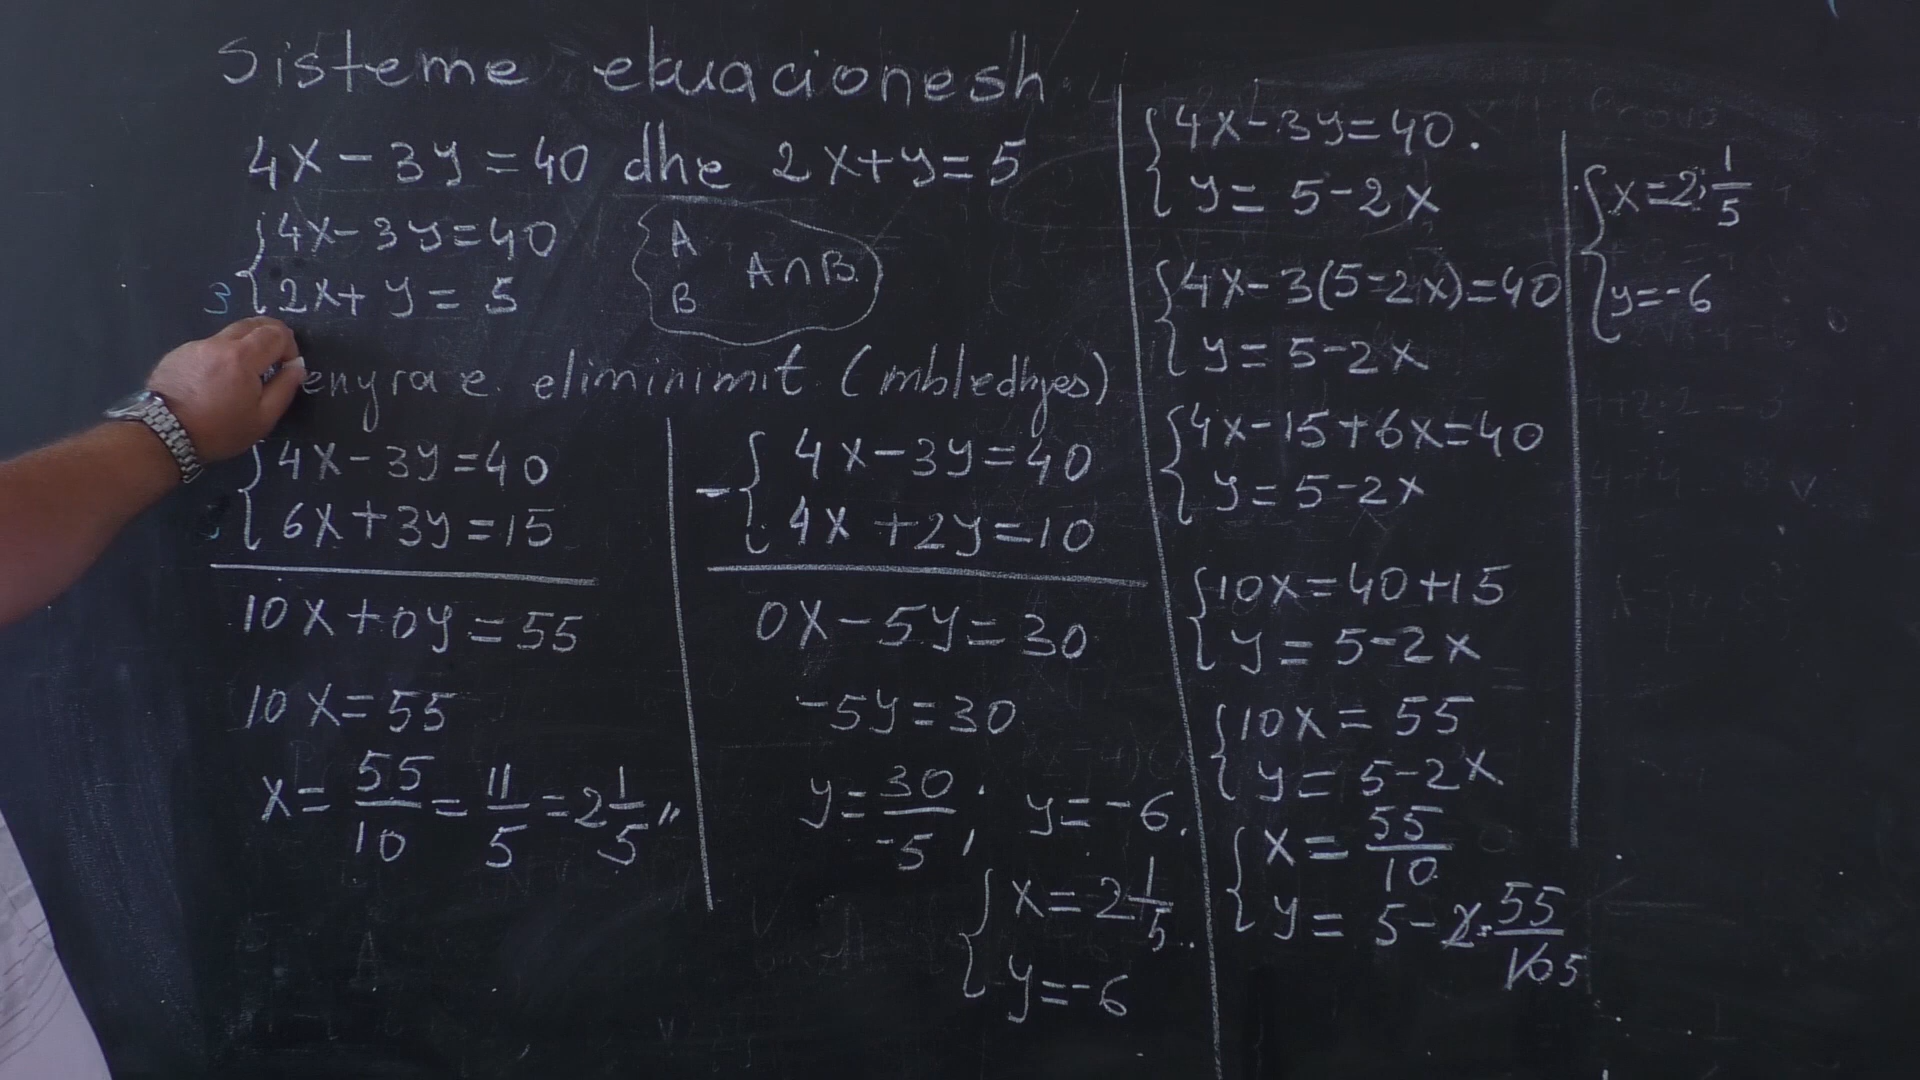 Sisteme ekuacionesh
4x - 3y = 40 dhe 2x + y = 5
{4x - 3y = 40
3 {2x + y = 5
A
A∩B.
B
e eliminimit (mbledhjes)
{4x - 3y = 40
{6x + 3y = 15
10x + 0y = 55
10x = 55
x = 55/10 = 11/5 = 2 1/5 "
- {4x - 3y = 40
{4x + 2y = 10
0x - 5y = 30
-5y = 30
y = 30/-5, y = -6.
{x = 2 1/5.
{y = -6
{4x - 3y = 40.
{y = 5 - 2x
{4x - 3(5 - 2x) = 40
{y = 5 - 2x
{4x - 15 + 6x = 40
{y = 5 - 2x
{10x = 40 + 15
{y = 5 - 2x
{10x = 55
{y = 5 - 2x
{x = 55/10
{y = 5 - 2 · 55/10 5
{x = 2 1/5
{y = -6